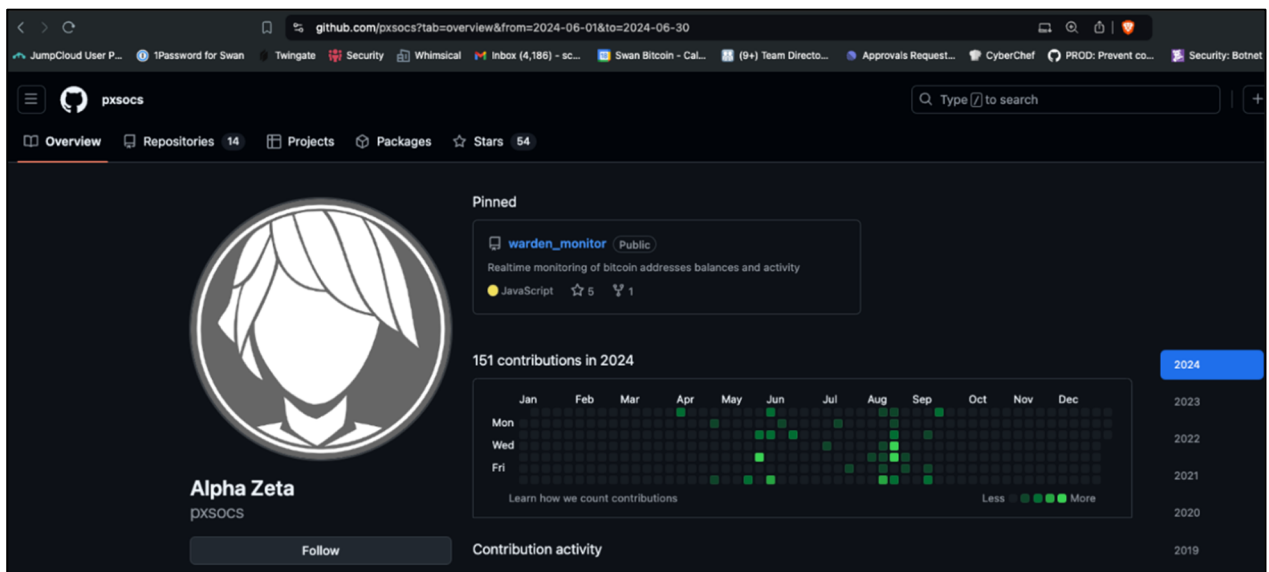 github.com/pxsocs?tab=overview&from=2024-06-01&to=2024-06-30
JumpCloud User P... 1Password for Swan Twingate Security Whimsical Inbox (4,186) - sc... Swan Bitcoin - Cal... (9+) Team Directo... Approvals Request... CyberChef PROD: Prevent co... Security: Botnet
pxsocs Type / to search
Overview Repositories 14 Projects Packages Stars 54
Pinned
warden_monitor Public
Realtime monitoring of bitcoin addresses balances and activity
JavaScript 5 1
151 contributions in 2024
2024
Jan Feb Mar Apr May Jun Jul Aug Sep Oct Nov Dec
2023
Mon
2022
Wed
Fri
2021
Alpha Zeta
Learn how we count contributions Less More
pxsocs
2020
Follow
Contribution activity
2019